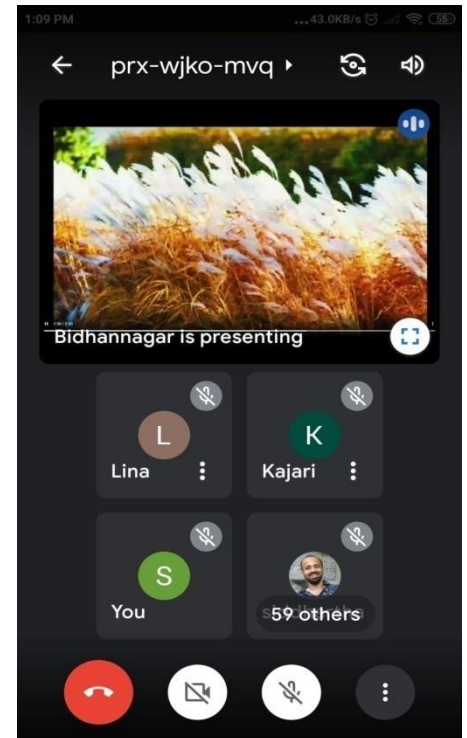 1:09 PM ...43.0KB/s 55
prx-wjko-mvq
Bidhannagar is presenting
L K
Lina Kajari
S
You 59 others